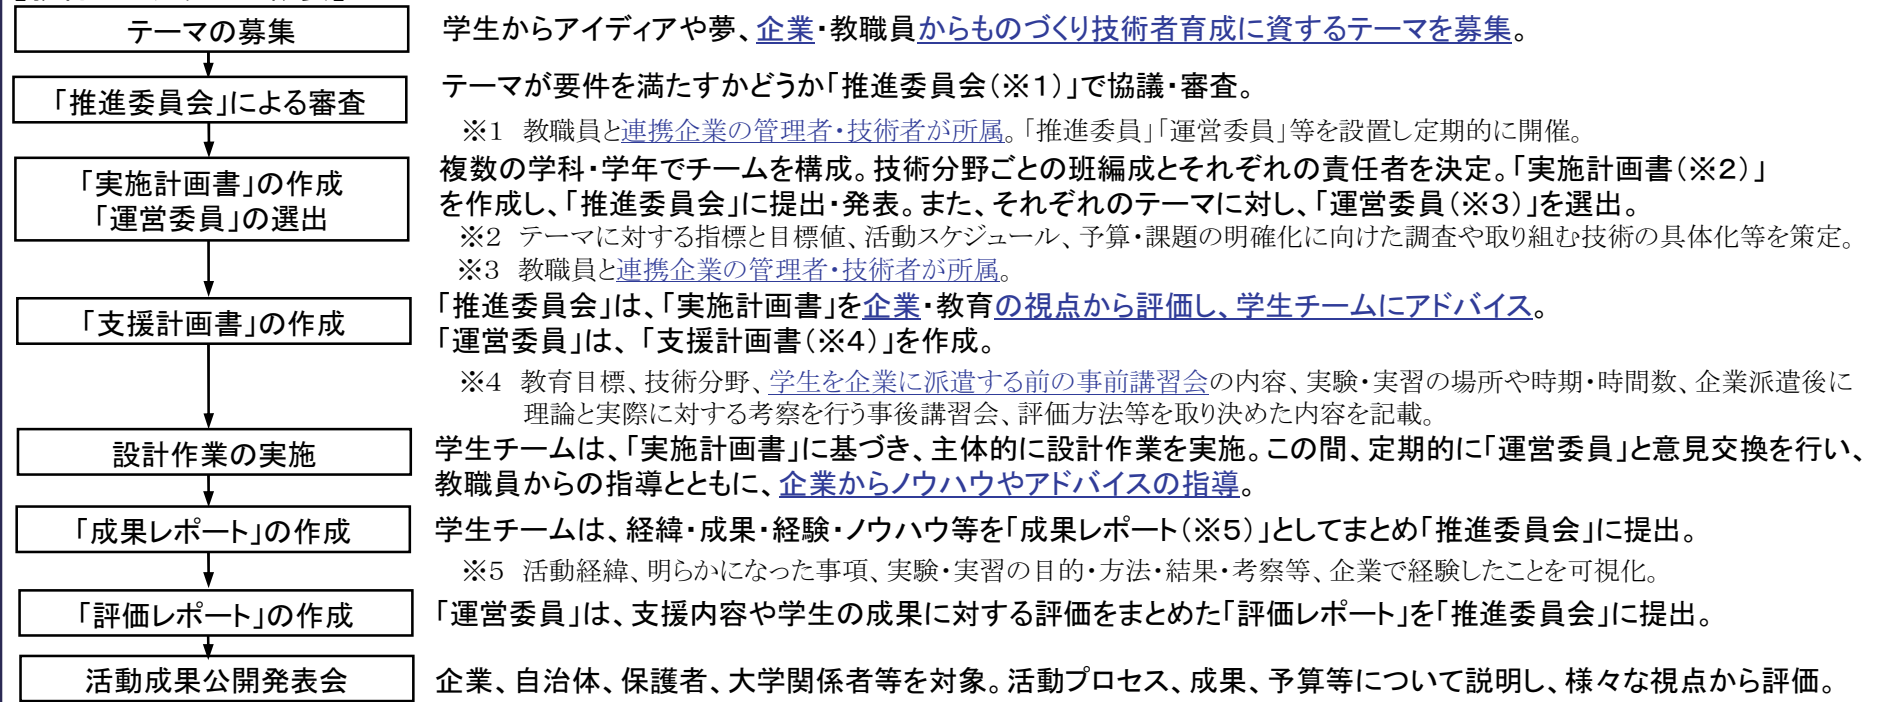 テーマの募集
学生からアイディアや夢、企業・教職員からものづくり技術者育成に資するテーマを募集。
「推進委員会」による審査
テーマが要件を満たすかどうか「推進委員会(※1)」で協議・審査。
※1 教職員と連携企業の管理者・技術者が所属。「推進委員」「運営委員」等を設置し定期的に開催。
「実施計画書」の作成
「運営委員」の選出
複数の学科・学年でチームを構成。技術分野ごとの班編成とそれぞれの責任者を決定。「実施計画書(※2)」
を作成し、「推進委員会」に提出・発表。また、それぞれのテーマに対し、「運営委員(※3)」を選出。
※2 テーマに対する指標と目標値、活動スケジュール、予算・課題の明確化に向けた調査や取り組む技術の具体化等を策定。
※3 教職員と連携企業の管理者・技術者が所属。
「支援計画書」の作成
「推進委員会」は、「実施計画書」を企業・教育の視点から評価し、学生チームにアドバイス。
「運営委員」は、「支援計画書(※4)」を作成。
※4 教育目標、技術分野、学生を企業に派遣する前の事前講習会の内容、実験・実習の場所や時期・時間数、企業派遣後に
理論と実際に対する考察を行う事後講習会、評価方法等を取り決めた内容を記載。
設計作業の実施
学生チームは、「実施計画書」に基づき、主体的に設計作業を実施。この間、定期的に「運営委員」と意見交換を行い、
教職員からの指導とともに、企業からノウハウやアドバイスの指導。
「成果レポート」の作成
学生チームは、経緯・成果・経験・ノウハウ等を「成果レポート(※5)」としてまとめ「推進委員会」に提出。
※5 活動経緯、明らかになった事項、実験・実習の目的・方法・結果・考察等、企業で経験したことを可視化。
「評価レポート」の作成
「運営委員」は、支援内容や学生の成果に対する評価をまとめた「評価レポート」を「推進委員会」に提出。
活動成果公開発表会
企業、自治体、保護者、大学関係者等を対象。活動プロセス、成果、予算等について説明し、様々な視点から評価。